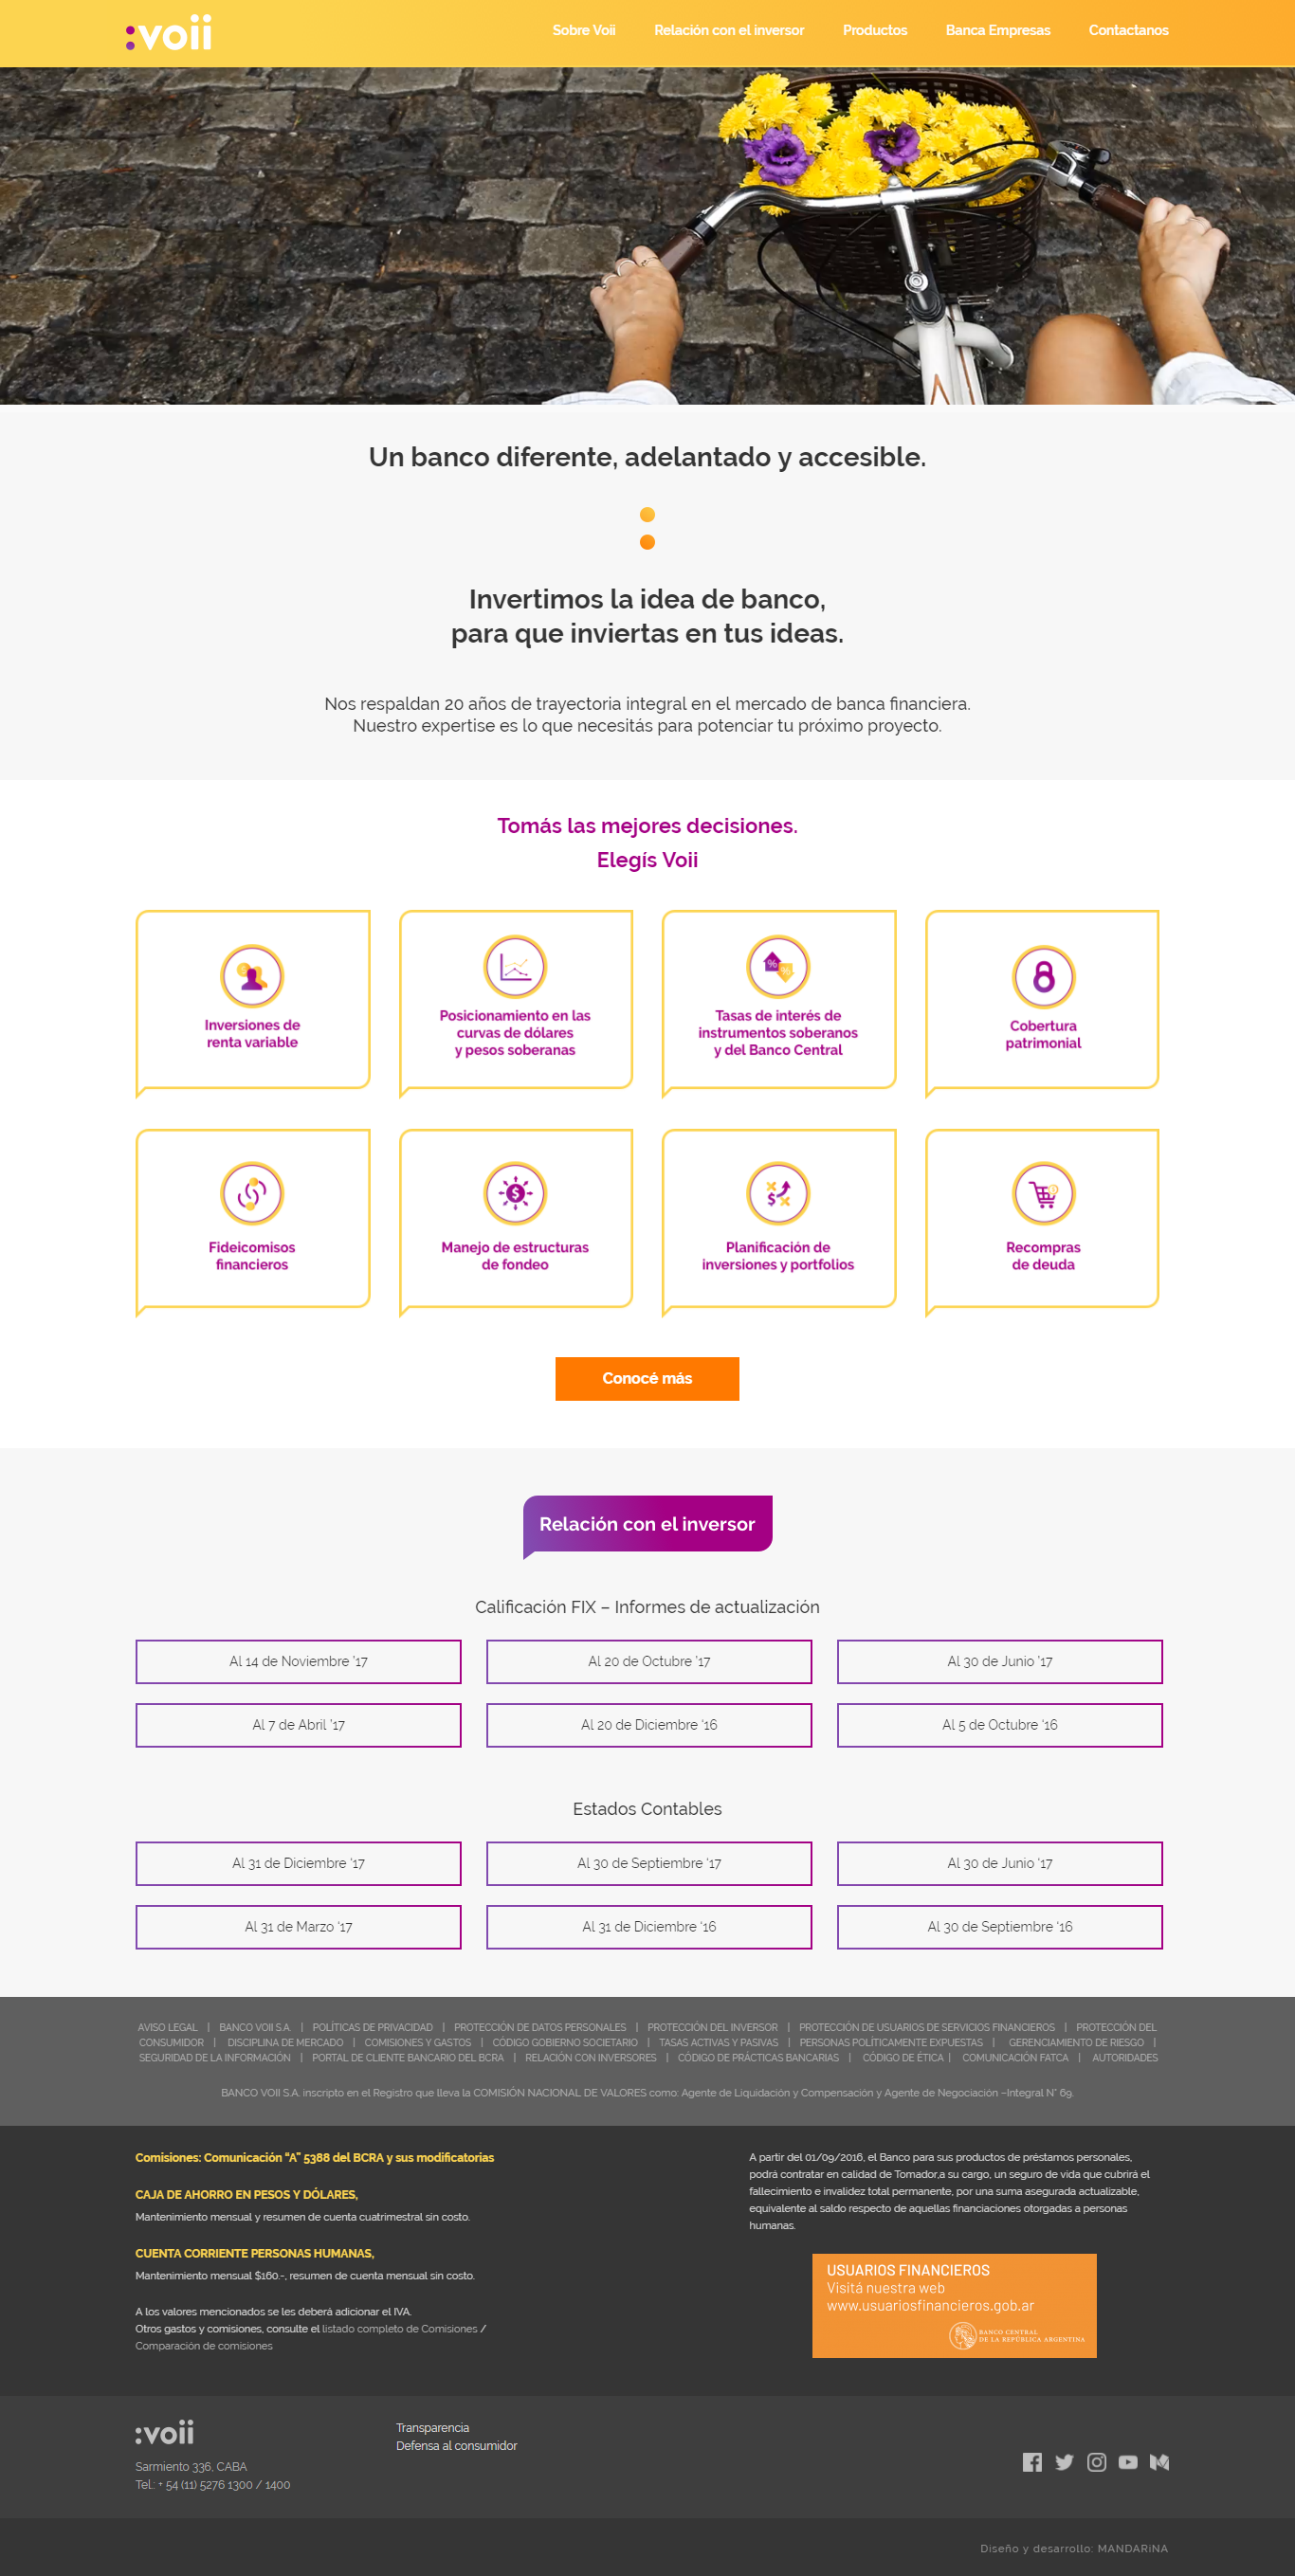 :voii
Sobre Voii
Relación con el inversor
Productos
Banca Empresas
Contactanos
Un banco diferente, adelantado y accesible.
Invertimos la idea de banco,
para que inviertas en tus ideas.
Nos respaldan 20 años de trayectoria integral en el mercado de banca financiera.
Nuestro expertise es lo que necesitás para potenciar tu próximo proyecto.
Tomás las mejores decisiones.
Elegís Voii
Inversiones de
renta variable
Posicionamiento en las
curvas de dólares
y pesos soberanas
% %
Tasas de interés de
instrumentos soberanos
y del Banco Central
Cobertura
patrimonial
Fideicomisos
financieros
$
Manejo de estructuras
de fondeo
$
Planificación de
inversiones y portfolios
Recompras
de deuda
Conocé más
Relación con el inversor
Calificación FIX – Informes de actualización
Al 14 de Noviembre '17
Al 20 de Octubre '17
Al 30 de Junio '17
Al 7 de Abril '17
Al 20 de Diciembre '16
Al 5 de Octubre '16
Estados Contables
Al 31 de Diciembre '17
Al 30 de Septiembre '17
Al 30 de Junio '17
Al 31 de Marzo '17
Al 31 de Diciembre '16
Al 30 de Septiembre '16
AVISO LEGAL | BANCO VOII S.A. | POLÍTICAS DE PRIVACIDAD | PROTECCIÓN DE DATOS PERSONALES | PROTECCIÓN DEL INVERSOR | PROTECCIÓN DE USUARIOS DE SERVICIOS FINANCIEROS | PROTECCIÓN DEL
CONSUMIDOR | DISCIPLINA DE MERCADO | COMISIONES Y GASTOS | CÓDIGO GOBIERNO SOCIETARIO | TASAS ACTIVAS Y PASIVAS | PERSONAS POLÍTICAMENTE EXPUESTAS | GERENCIAMIENTO DE RIESGO |
SEGURIDAD DE LA INFORMACIÓN | PORTAL DE CLIENTE BANCARIO DEL BCRA | RELACIÓN CON INVERSORES | CÓDIGO DE PRÁCTICAS BANCARIAS | CÓDIGO DE ÉTICA | COMUNICACIÓN FATCA | AUTORIDADES
BANCO VOII S.A. inscripto en el Registro que lleva la COMISIÓN NACIONAL DE VALORES como: Agente de Liquidación y Compensación y Agente de Negociación –Integral N° 69.
Comisiones: Comunicación “A” 5388 del BCRA y sus modificatorias
CAJA DE AHORRO EN PESOS Y DÓLARES,
Mantenimiento mensual y resumen de cuenta cuatrimestral sin costo.
CUENTA CORRIENTE PERSONAS HUMANAS,
Mantenimiento mensual $160.-, resumen de cuenta mensual sin costo.
A los valores mencionados se les deberá adicionar el IVA.
Otros gastos y comisiones, consulte el listado completo de Comisiones /
Comparación de comisiones
A partir del 01/09/2016, el Banco para sus productos de préstamos personales,
podrá contratar en calidad de Tomador,a su cargo, un seguro de vida que cubrirá el
fallecimiento e invalidez total permanente, por una suma asegurada actualizable,
equivalente al saldo respecto de aquellas financiaciones otorgadas a personas
humanas.
USUARIOS FINANCIEROS
Visitá nuestra web
www.usuariosfinancieros.gob.ar
BANCO CENTRAL
DE LA REPÚBLICA ARGENTINA
:voii
Sarmiento 336, CABA
Tel.: + 54 (11) 5276 1300 / 1400
Transparencia
Defensa al consumidor
Diseño y desarrollo: MANDARiNA